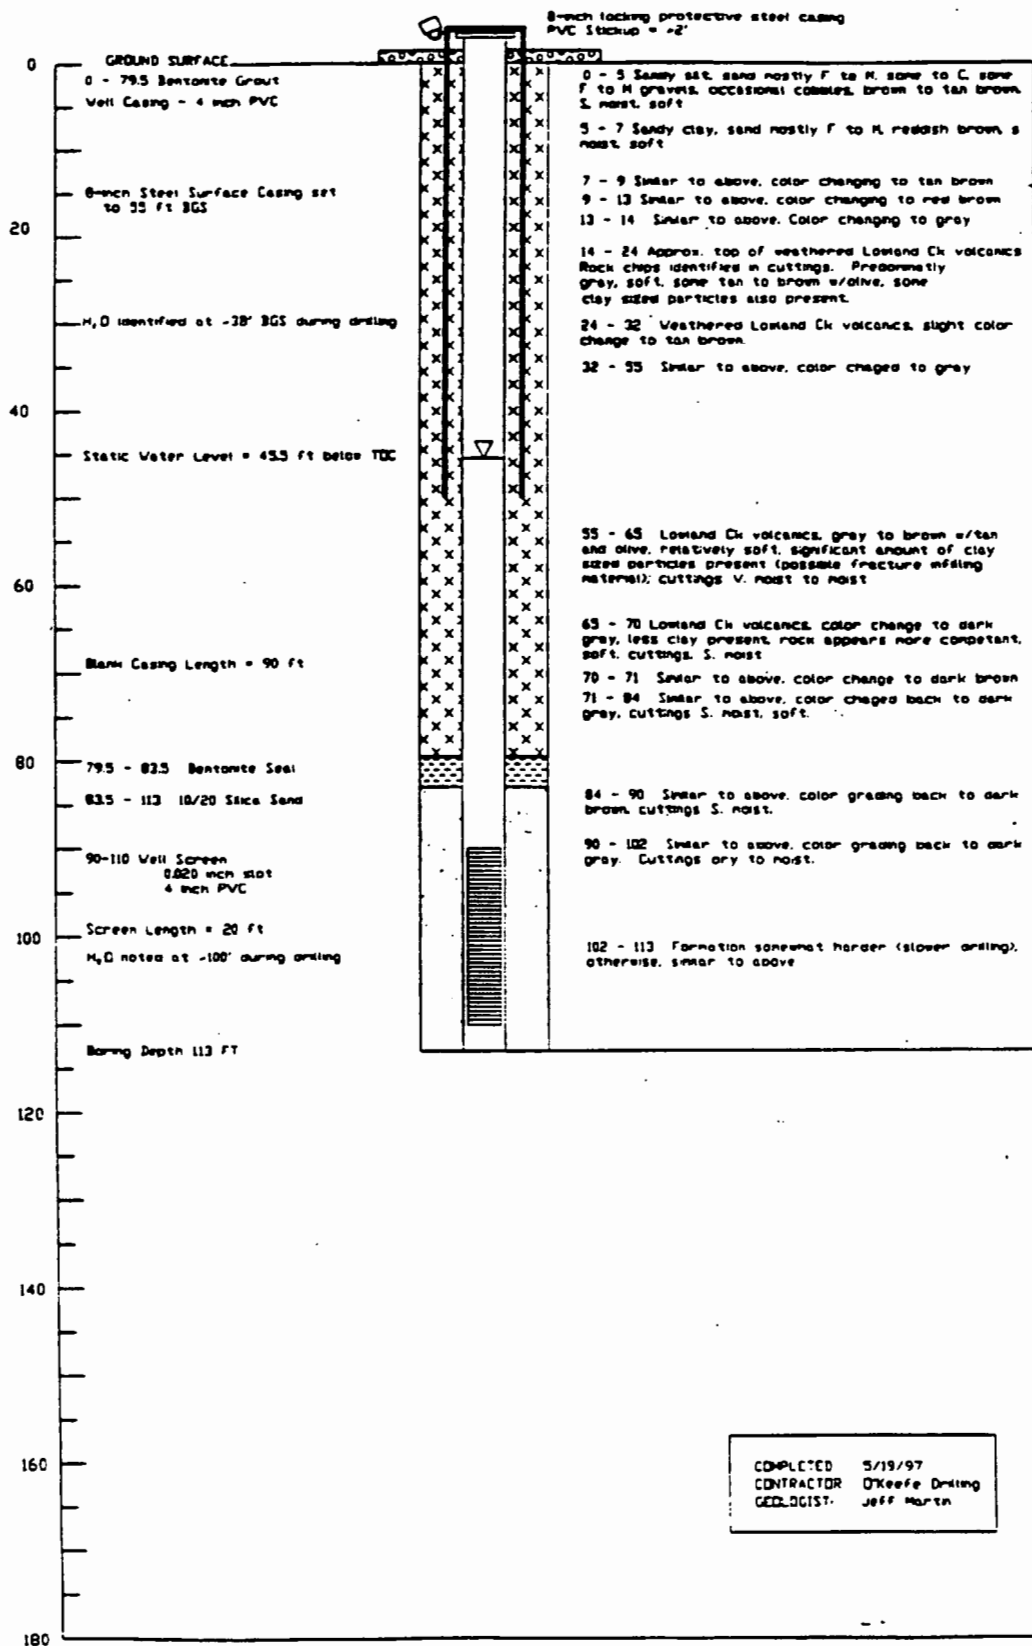 8-inch locking protective steel casing
PVC Stickup = ~2'
GROUND SURFACE
0
0 - 79.5 Bentonite Grout
Well Casing - 4 inch PVC
8-inch Steel Surface Casing set
to 55 ft BGS
20
H₂O identified at ~38' BGS during drilling
40
Static Water Level = 45.5 ft below TOC
60
Blank Casing Length = 90 ft
80
79.5 - 83.5 Bentonite Seal
83.5 - 113 10/20 Silica Sand
90-110 Well Screen
0.020 inch slot
4 inch PVC
Screen Length = 20 ft
100
H₂O noted at ~100' during drilling
Boring Depth 113 FT
120
140
160
180
0 - 5 Sandy silt, sand mostly F to M, some to C, some
F to M gravels, occasional cobbles, brown to tan brown,
S. moist, soft
5 - 7 Sandy clay, sand mostly F to M, reddish brown, s
moist, soft
7 - 9 Similar to above, color changing to tan brown
9 - 13 Similar to above, color changing to red brown
13 - 14 Similar to above. Color changing to gray
14 - 24 Approx. top of weathered Lowland Ck volcanics
Rock chips identified in cuttings. Predominatly
gray, soft, some tan to brown w/olive, some
clay sized particles also present.
24 - 32 Weathered Lowland Ck volcanics, slight color
change to tan brown.
32 - 55 Similar to above, color chaged to gray
55 - 65 Lowland Ck volcanics, gray to brown w/tan
and olive, relatively soft, significant amount of clay
sized particles present (possible fracture infilling
material); cuttings V. moist to moist
65 - 70 Lowland Ck volcanics, color change to dark
gray, less clay present, rock appears more competant,
soft, cuttings, S. moist
70 - 71 Similar to above, color change to dark brown
71 - 84 Similar to above, color chaged back to dark
gray, cuttings S. moist, soft.
84 - 90 Similar to above, color grading back to dark
brown, cuttings S. moist.
90 - 102 Similar to above, color grading back to dark
gray. Cuttings dry to moist.
102 - 113 Formation somewhat harder (slower drilling),
otherwise, similar to above
COMPLETED 5/19/97
CONTRACTOR O'Keefe Drilling
GEOLOGIST: Jeff Martin